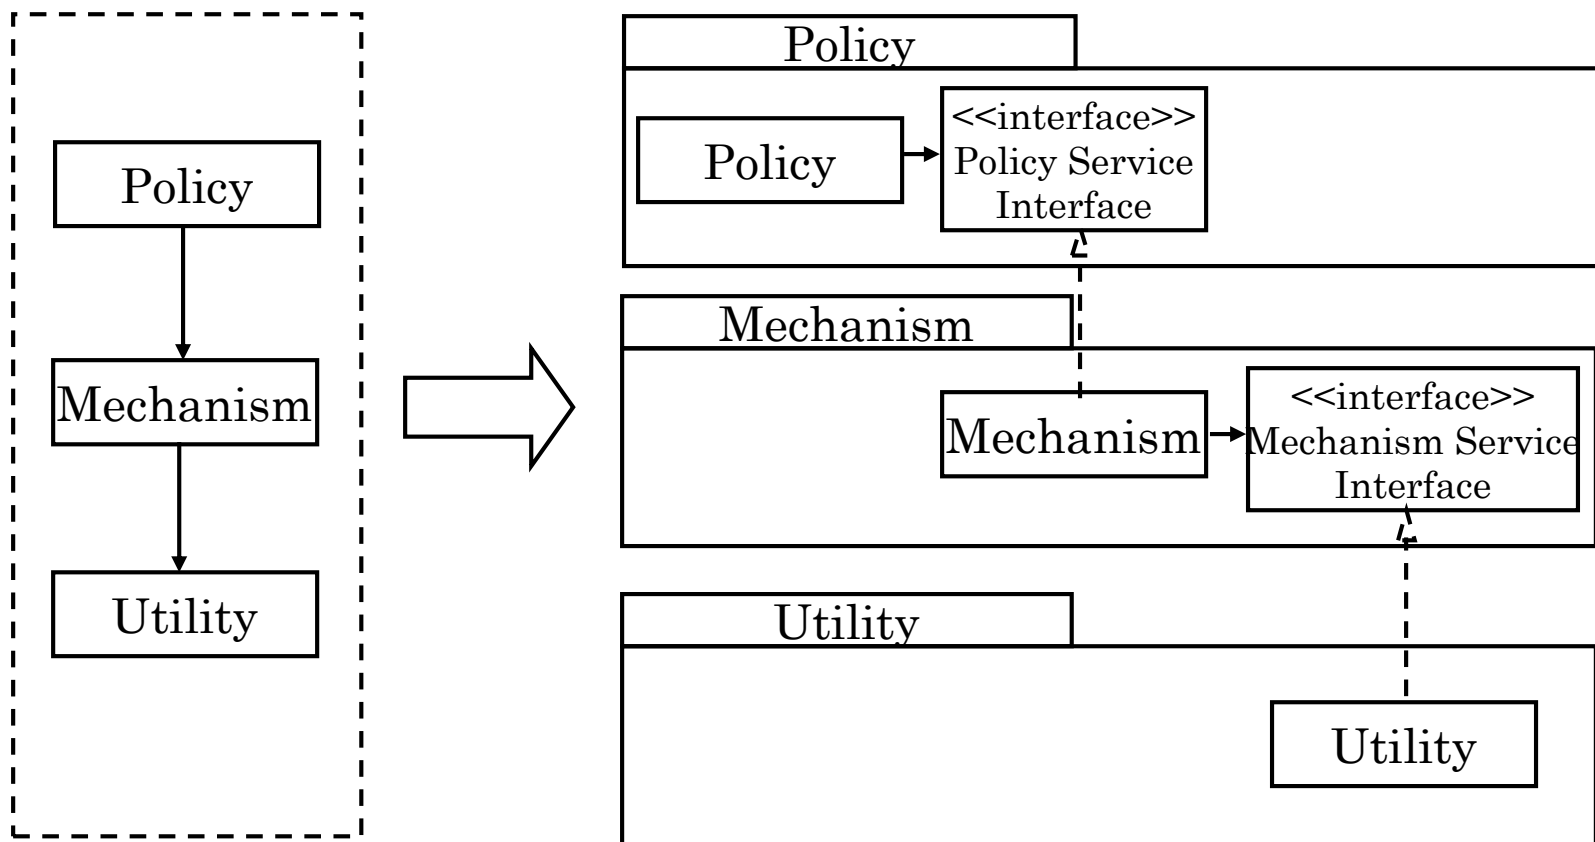 Policy
Mechanism
Utility
Policy
Policy
<<interface>>
Policy Service
Interface
Mechanism
Mechanism
<<interface>>
Mechanism Service
Interface
Utility
Utility